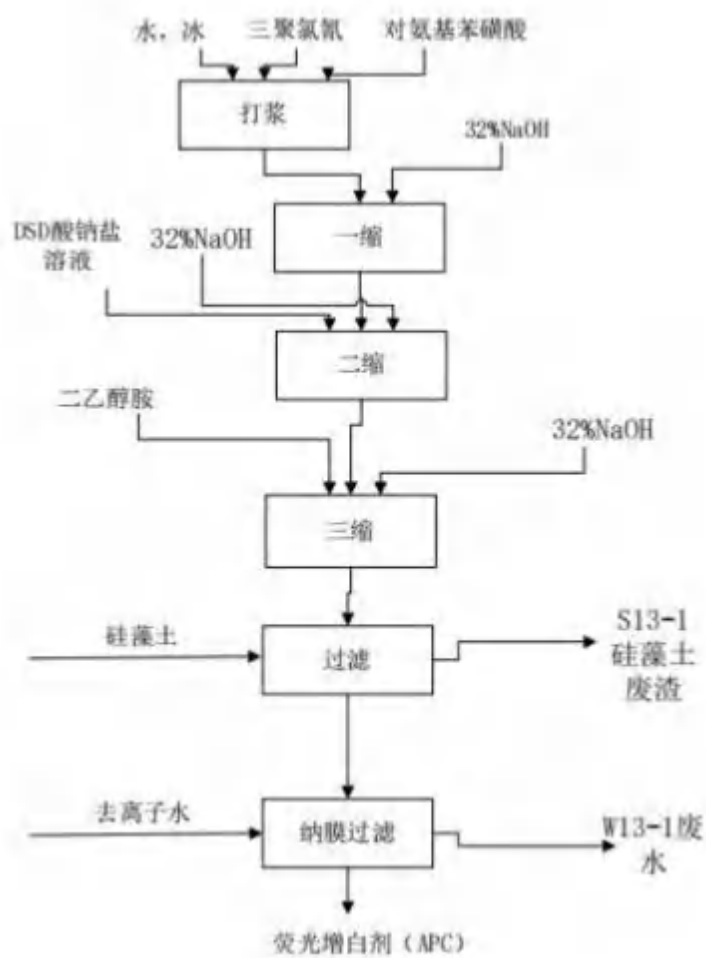 水，冰 三聚氯氰 对氨基苯磺酸
打浆
32%NaOH
一缩
DSD酸钠盐
溶液
32%NaOH
二缩
二乙醇胺
32%NaOH
三缩
硅藻土
过滤
S13-1
硅藻土
废渣
去离子水
纳膜过滤
W13-1废
水
荧光增白剂（APC）